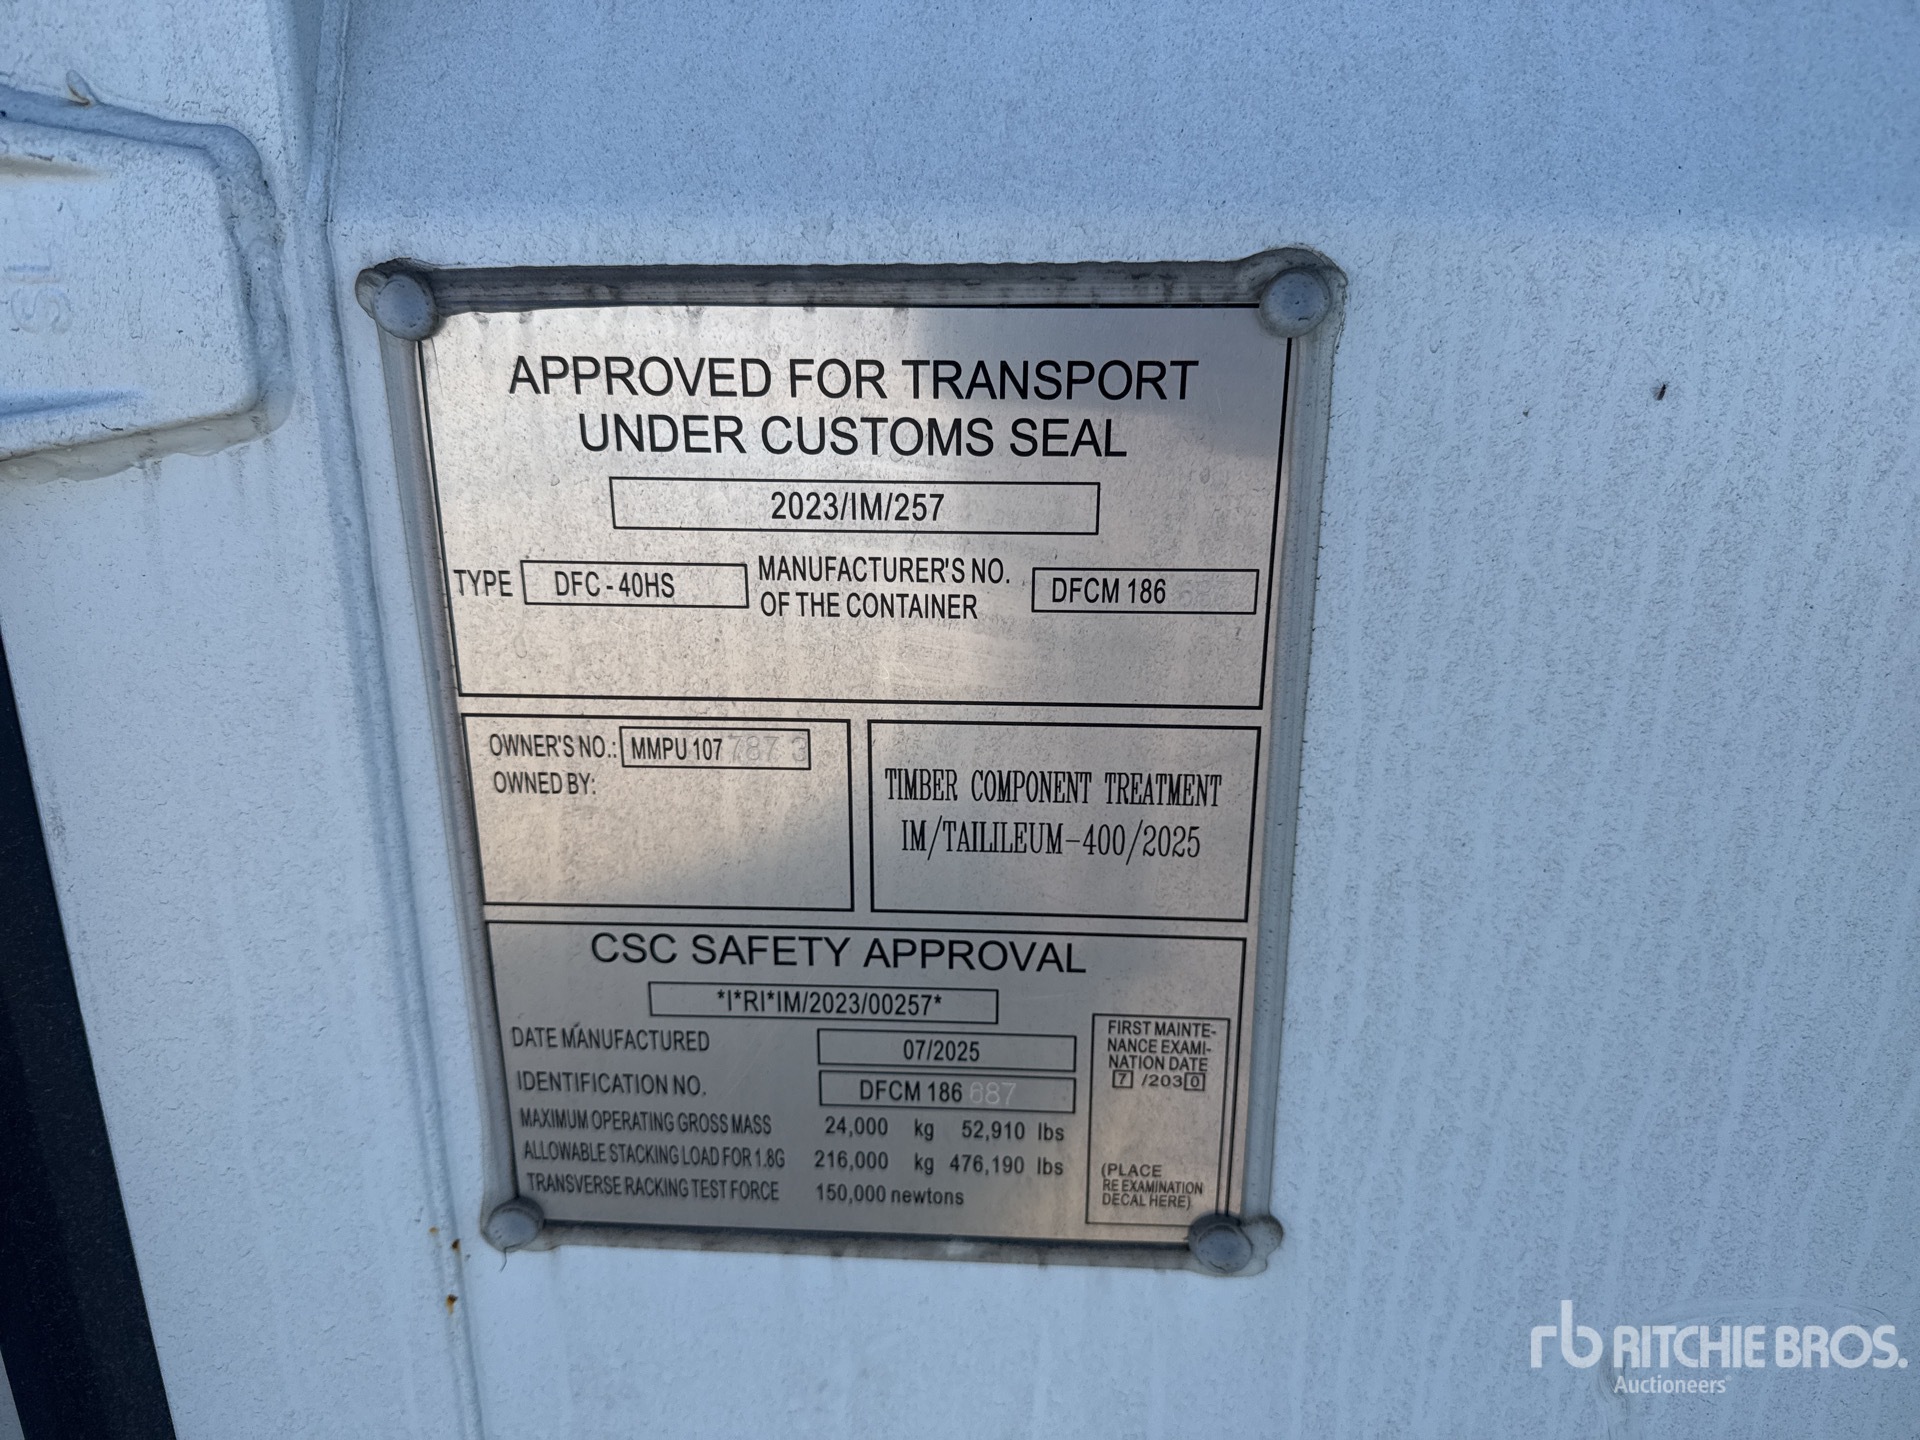 APPROVED FOR TRANSPORT
UNDER CUSTOMS SEAL
2023/IM/257
TYPE DFC-40HS MANUFACTURER'S NO. OF THE CONTAINER DFCM 186
OWNER'S NO.: MMPU 107 787 3
OWNED BY:
TIMBER COMPONENT TREATMENT
IM/TAILILEUM-400/2025
CSC SAFETY APPROVAL
*I*RI*IM/2023/00257*
DATE MANUFACTURED 07/2025
IDENTIFICATION NO. DFCM 186 687
MAXIMUM OPERATING GROSS MASS 24,000 kg 52,910 lbs
ALLOWABLE STACKING LOAD FOR 1.8G 216,000 kg 476,190 lbs
TRANSVERSE RACKING TEST FORCE 150,000 newtons
FIRST MAINTE-
NANCE EXAMI-
NATION DATE
7 /2030
(PLACE
RE EXAMINATION
DECAL HERE)
rb RITCHIE BROS.
Auctioneers